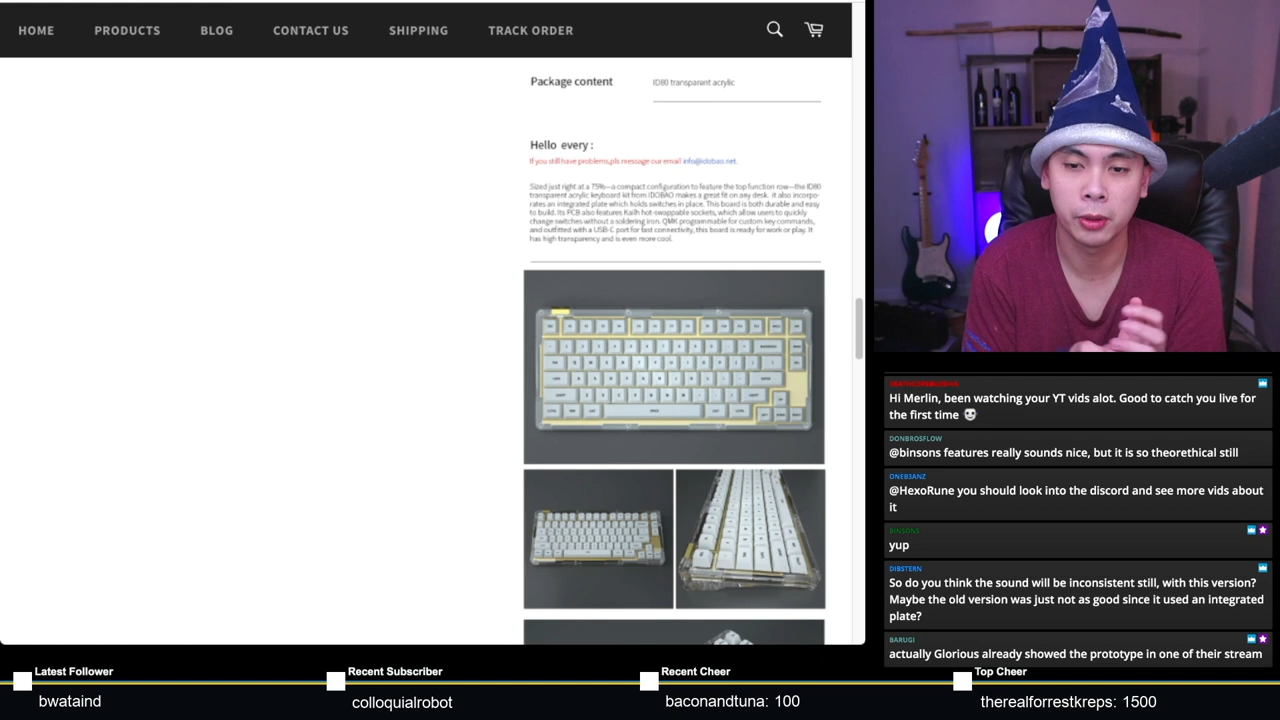 HOME PRODUCTS BLOG CONTACT US SHIPPING TRACK ORDER
Package content ID80 transparent acrylic
Hello every :
If you still have problems,pls message our email info@idobao.net.
Sized just right at a 75%—a compact configuration to feature the top function row—the ID80
transparent acrylic keyboard kit from IDOBAO makes a great fit on any desk. it also incorpo-
rates an integrated plate which holds switches in place. This board is both durable and easy
to build. Its PCB also features Kailh hot-swappable sockets, which allow users to quickly
change switches without a soldering iron. QMK programmable for custom key commands,
and outfitted with a USB-C port for fast connectivity, this board is ready for work or play. It
has high transparency and is even more cool.
Hi Merlin, been watching your YT vids alot. Good to catch you live for
the first time
DONBROSFLOW
@binsons features really sounds nice, but it is so theorethical still
ONEB3ANZ
@HexoRune you should look into the discord and see more vids about
it
BINSONS
yup
DIBSTERN
So do you think the sound will be inconsistent still, with this version?
Maybe the old version was just not as good since it used an integrated
plate?
BARUGI
actually Glorious already showed the prototype in one of their stream
Latest Follower
bwataind
Recent Subscriber
colloquialrobot
Recent Cheer
baconandtuna: 100
Top Cheer
therealforrestkreps: 1500